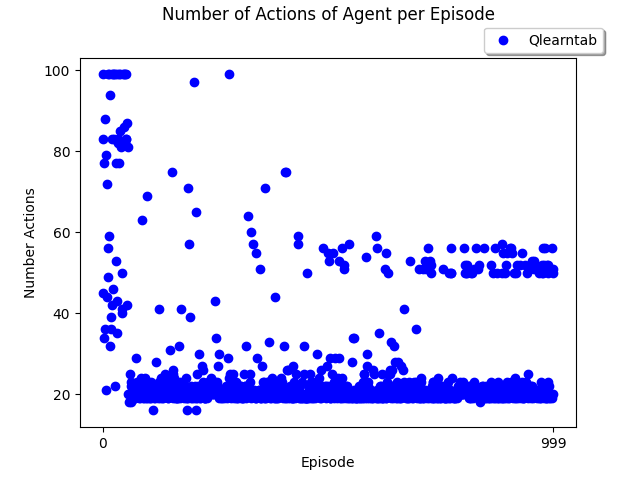 Number of Actions of Agent per Episode
Qlearntab
100
80
60
40
20
Number Actions
0
999
Episode